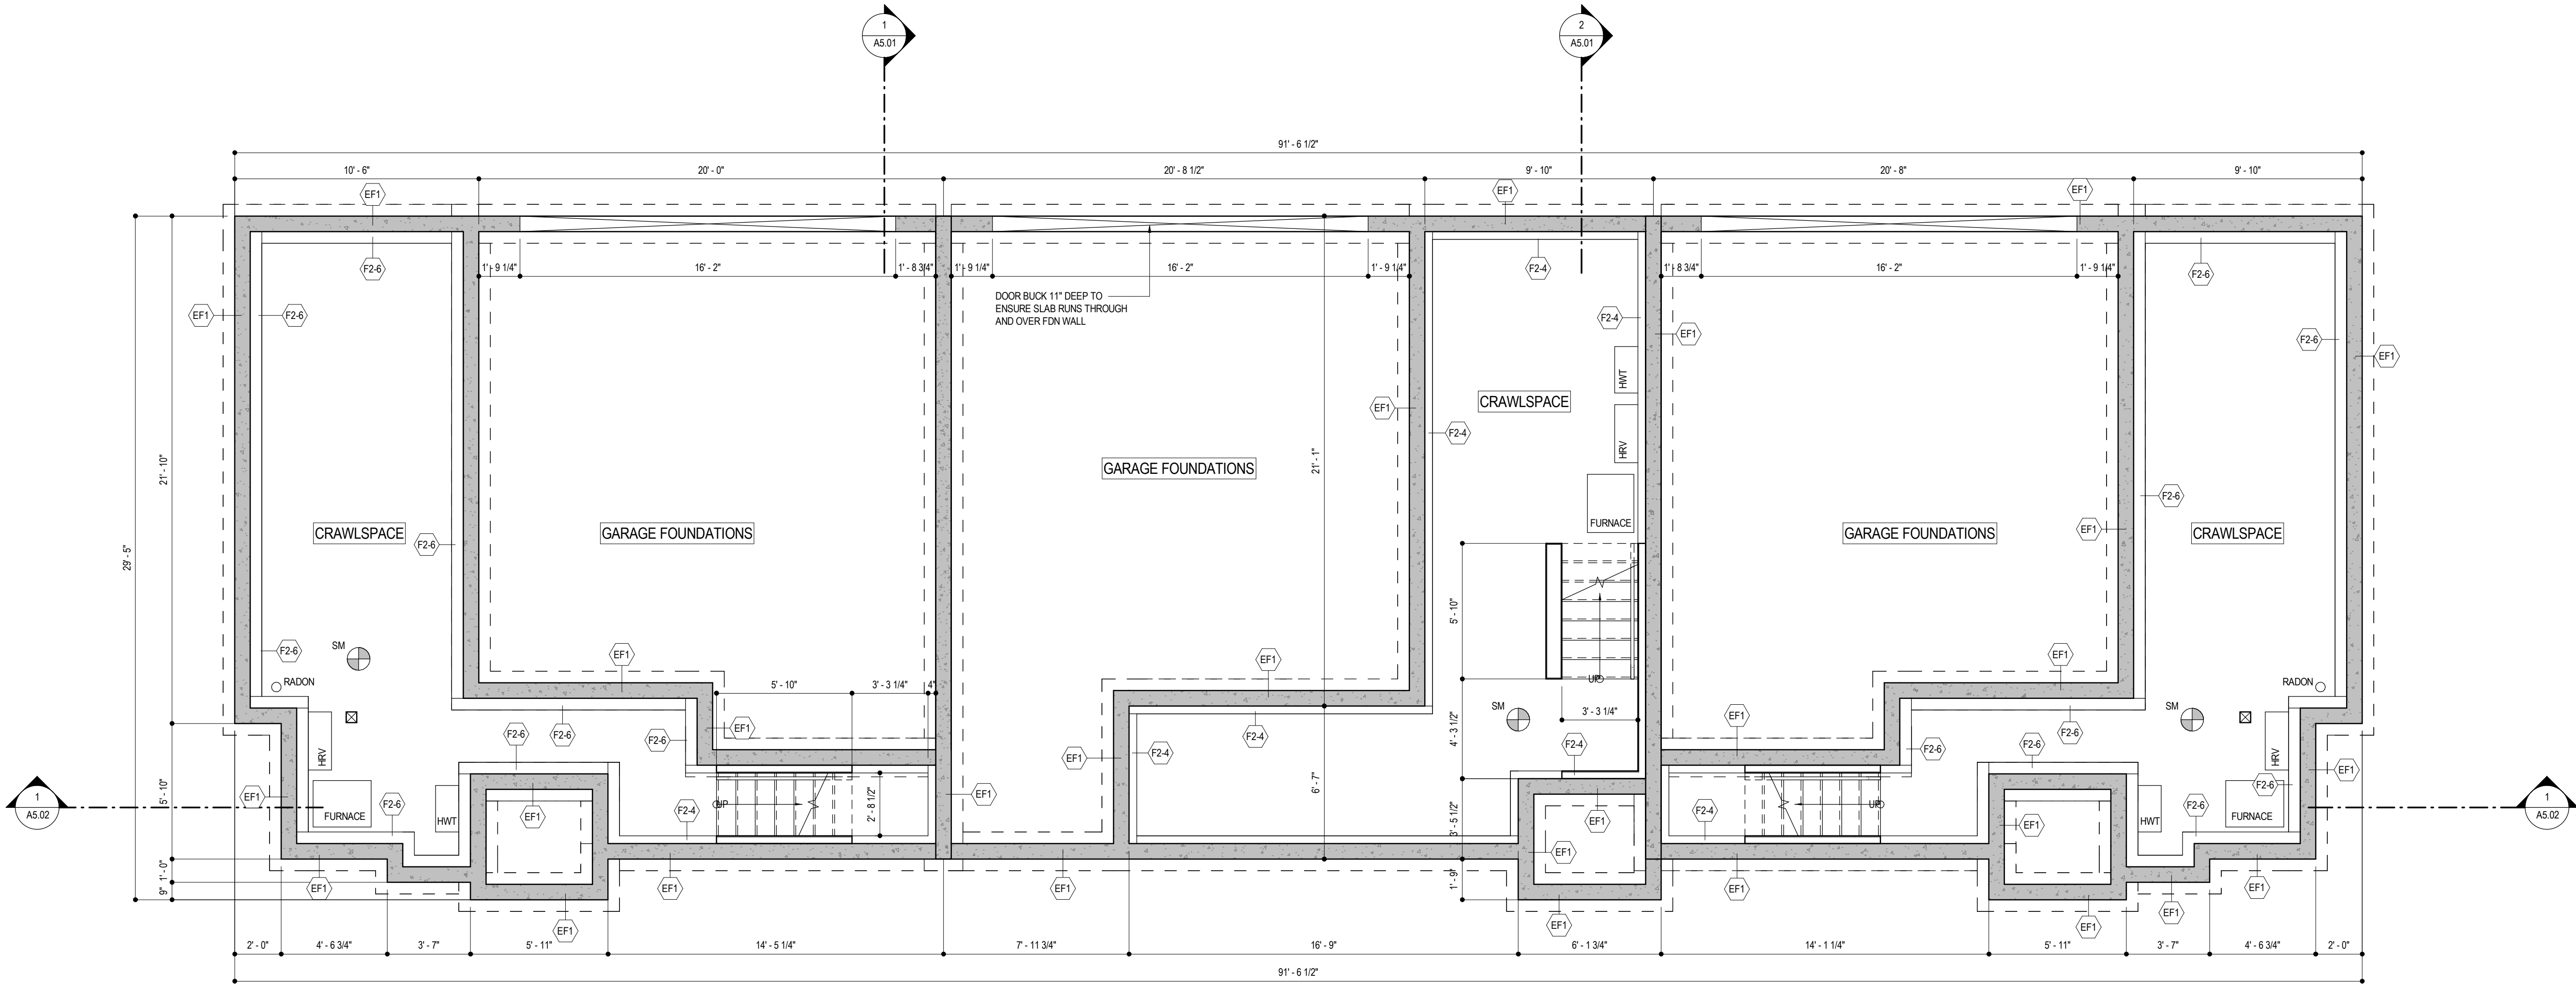 1
A5.01
2
A5.01
91' - 6 1/2"
10' - 6"
20' - 0"
20' - 8 1/2"
9' - 10"
20' - 8"
9' - 10"
EF1
EF1
EF1
F2-6
F2-4
F2-6
1' - 9 1/4"
16' - 2"
1' - 8 3/4"
1' - 9 1/4"
16' - 2"
1' - 9 1/4"
1' - 8 3/4"
16' - 2"
1' - 9 1/4"
DOOR BUCK 11" DEEP TO
ENSURE SLAB RUNS THROUGH
AND OVER FDN WALL
EF1
F2-6
F2-4
EF1
F2-6
EF1
HWT
CRAWLSPACE
EF1
F2-4
HRV
21' - 10"
21' - 1"
GARAGE FOUNDATIONS
F2-6
FURNACE
29' - 5"
CRAWLSPACE
F2-6
GARAGE FOUNDATIONS
EF1
GARAGE FOUNDATIONS
CRAWLSPACE
5' - 10"
SM
F2-6
EF1
EF1
EF1
RADON
5' - 10"
3' - 3 1/4"
4"
UP
RADON
SM
3' - 3 1/4"
SM
4' - 3 1/2"
HRV
F2-6
F2-6
F2-6
EF1
F2-4
F2-4
F2-4
EF1
F2-6
F2-6
F2-6
HRV
EF1
5' - 10"
EF1
FURNACE
F2-6
HWT
EF1
F2-4
UP
2' - 8 1/2"
EF1
6' - 7"
3' - 5 1/2"
EF1
EF1
F2-4
UP
EF1
HWT
F2-6
F2-6
FURNACE
EF1
1
A5.02
1
A5.02
1' - 0"
9"
EF1
EF1
EF1
EF1
1' - 9"
EF1
EF1
EF1
EF1
EF1
2' - 0"
4' - 6 3/4"
3' - 7"
5' - 11"
14' - 5 1/4"
7' - 11 3/4"
16' - 9"
6' - 1 3/4"
14' - 1 1/4"
5' - 11"
3' - 7"
4' - 6 3/4"
2' - 0"
91' - 6 1/2"